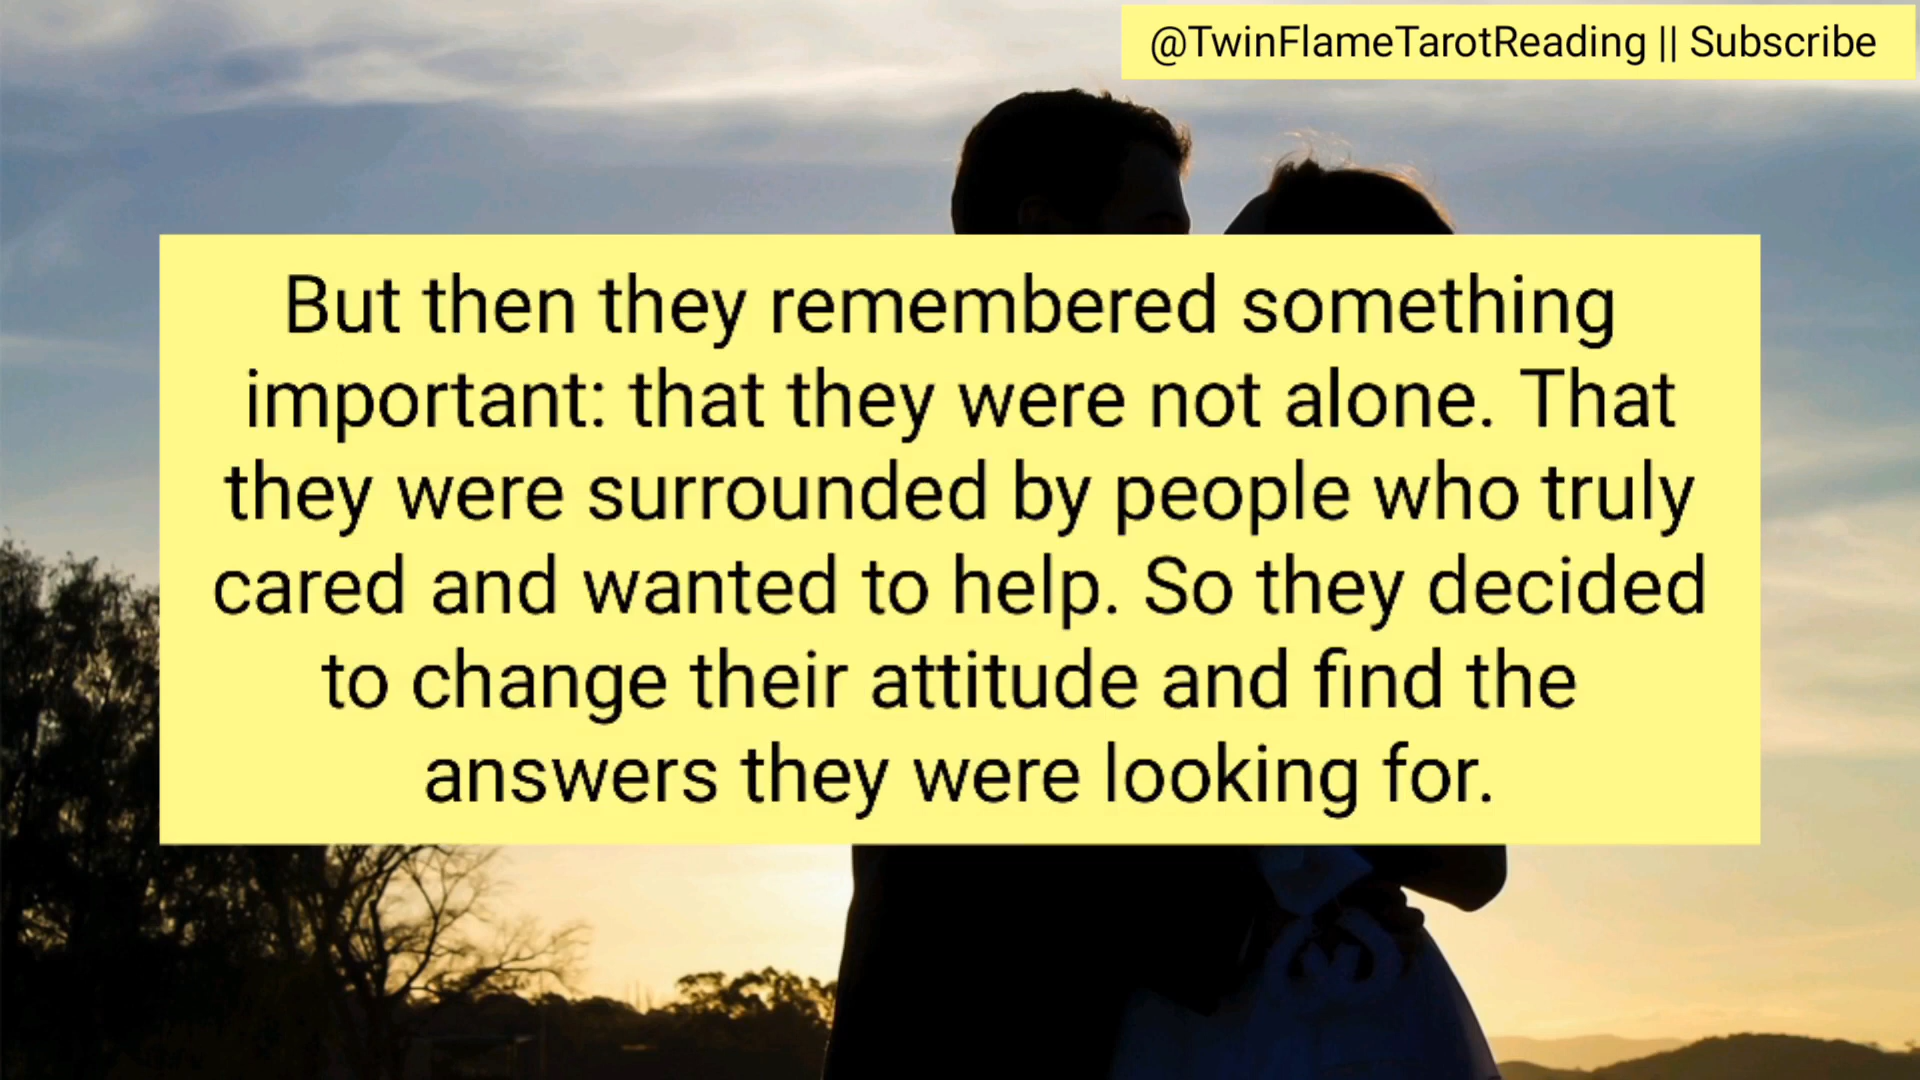 @TwinFlameTarotReading || Subscribe
But then they remembered something
important: that they were not alone. That
they were surrounded by people who truly
cared and wanted to help. So they decided
to change their attitude and find the
answers they were looking for.